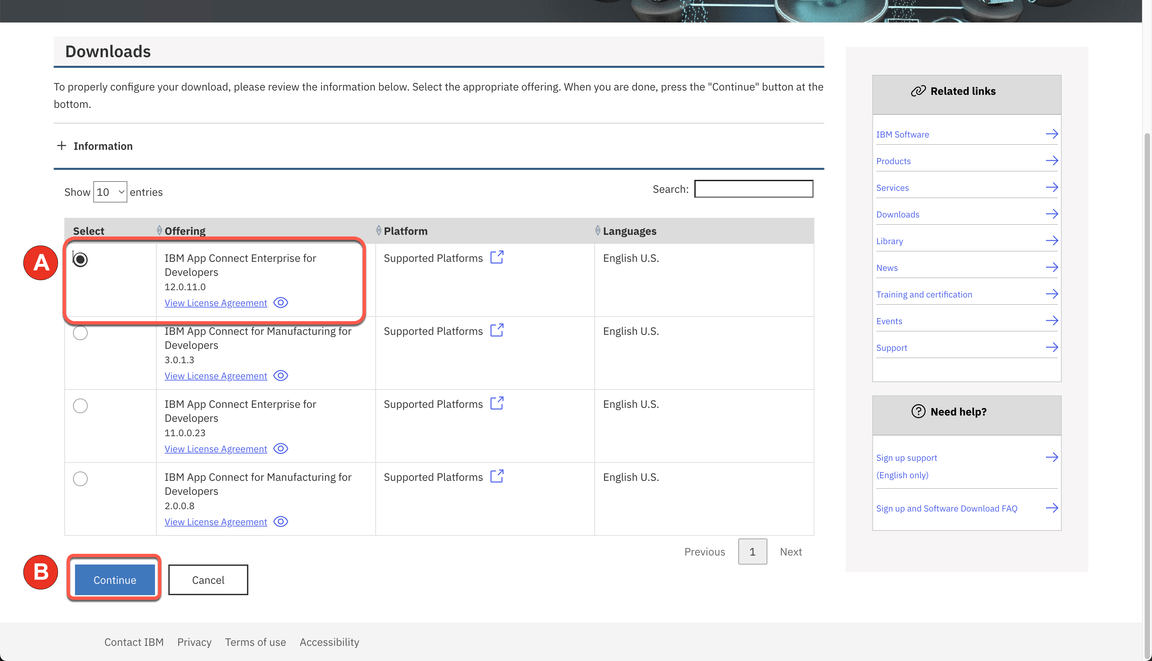 Downloads
To properly configure your download, please review the information below. Select the appropriate offering. When you are done, press the "Continue" button at the
bottom.
Information
Show 10 entries
Search:
Select Offering Platform Languages
A
IBM App Connect Enterprise for
Developers
12.0.11.0
View License Agreement
Supported Platforms
English U.S.
IBM App Connect for Manufacturing for
Developers
3.0.1.3
View License Agreement
Supported Platforms
English U.S.
IBM App Connect Enterprise for
Developers
11.0.0.23
View License Agreement
Supported Platforms
English U.S.
IBM App Connect for Manufacturing for
Developers
2.0.0.8
View License Agreement
Supported Platforms
English U.S.
Previous 1 Next
B
Continue Cancel
Related links
IBM Software
Products
Services
Downloads
Library
News
Training and certification
Events
Support
Need help?
Sign up support
(English only)
Sign up and Software Download FAQ
Contact IBM Privacy Terms of use Accessibility